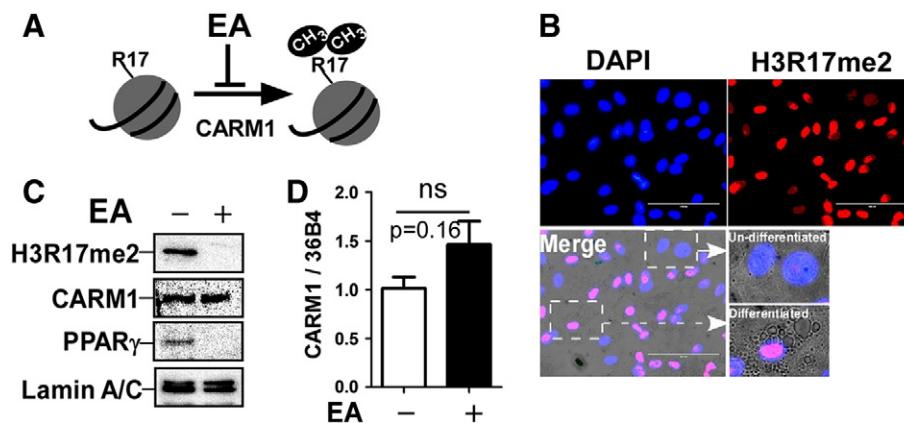 A
EA
CH3 CH3
R17
R17
CARM1
B
DAPI
H3R17me2
Merge
Un-differentiated
Differentiated
C
EA
− +
H3R17me2
CARM1
PPARγ
Lamin A/C
D
ns
p=0.16
CARM1 / 36B4
2.0
1.5
1.0
0.5
0.0
EA − +